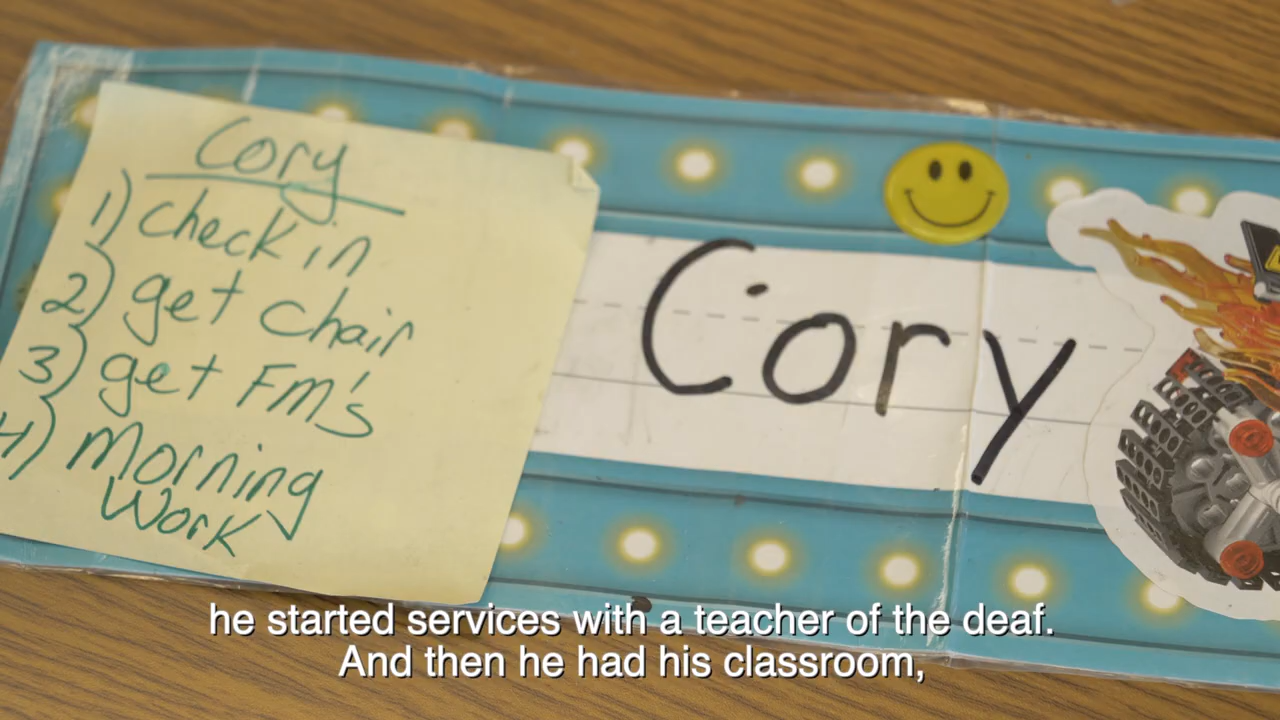 Cory
1) check in
2) get chair
3) get Fm's
4) Morning
Work
Cory
he started services with a teacher of the deaf.
And then he had his classroom,